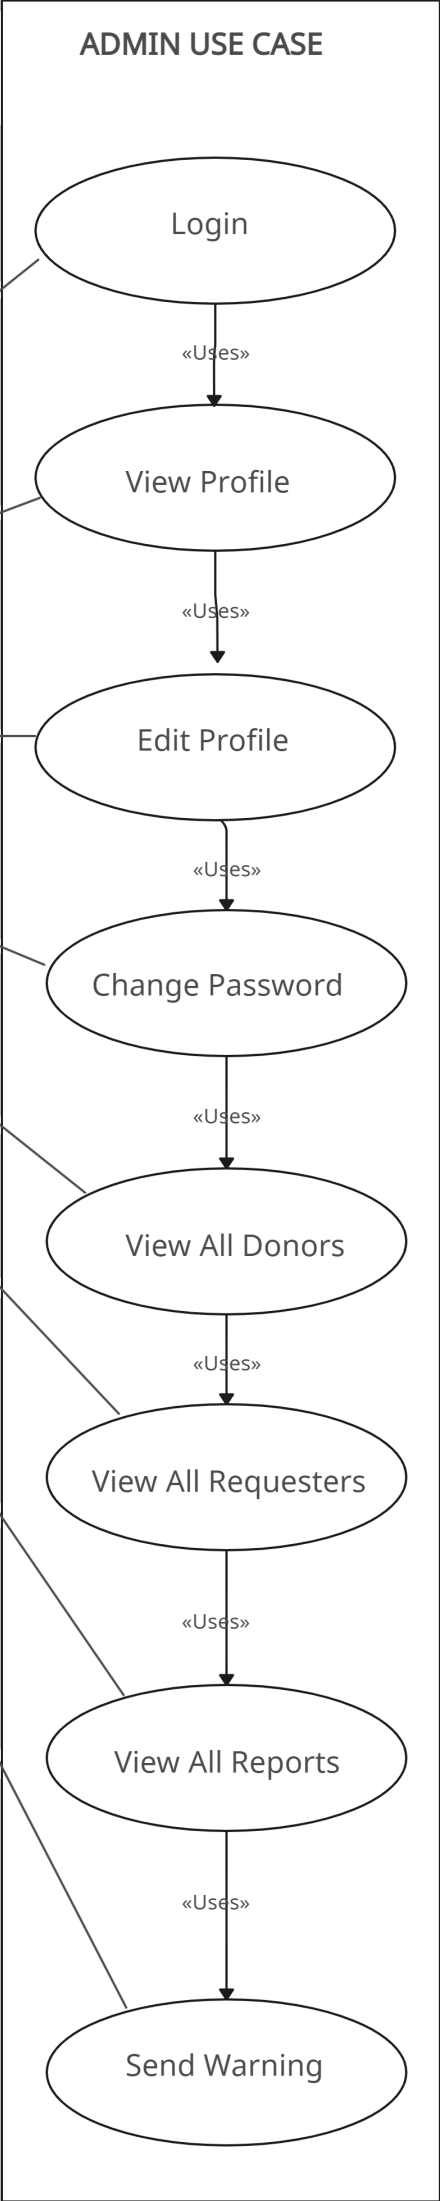 ADMIN USE CASE
Login
«Uses»
View Profile
«Uses»
Edit Profile
«Uses»
Change Password
«Uses»
View All Donors
«Uses»
View All Requesters
«Uses»
View All Reports
«Uses»
Send Warning